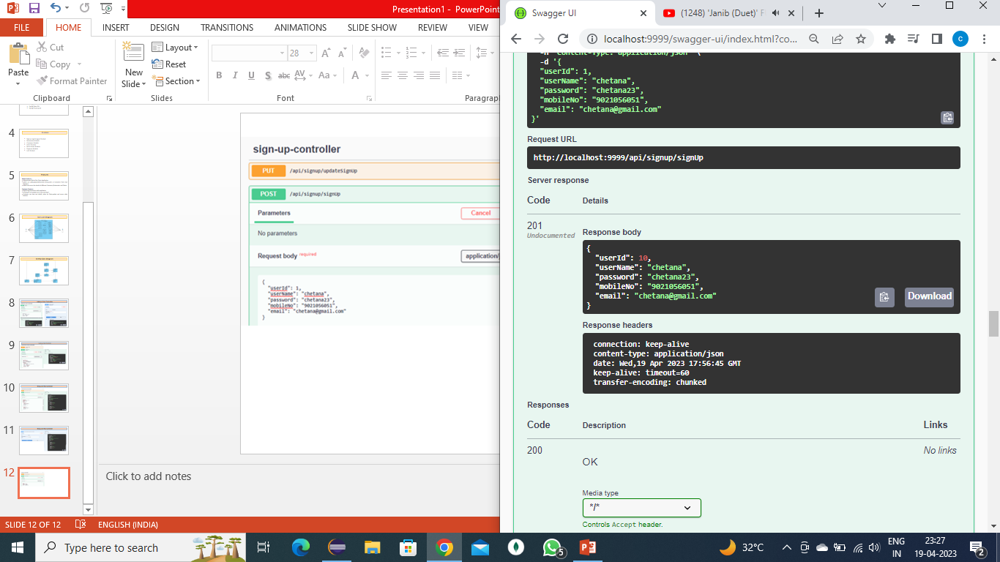 Presentation1 - PowerPoint
FILE
HOME
INSERT
DESIGN
TRANSITIONS
ANIMATIONS
SLIDE SHOW
REVIEW
VIEW
Paste
Cut
Copy
Format Painter
Clipboard
New
Slide
Layout
Reset
Section
Slides
28
B I U S abc AV Aa A
Font
Paragraph
4
5
6
7
8
9
10
11
12
sign-up-controller
PUT /api/signup/updateSignUp
POST /api/signup/signUp
Parameters
Cancel
No parameters
Request body required
application/
{
"userId": 1,
"userName": "chetana",
"password": "chetana23",
"mobileNo": "9021056051",
"email": "chetana@gmail.com"
}
Click to add notes
SLIDE 12 OF 12
ENGLISH (INDIA)
Swagger UI
(1248) 'Janib (Duet)' F
localhost:9999/swagger-ui/index.html?co...
c
-H 'Content-Type: application/json' \
-d '{
"userId": 1,
"userName": "chetana",
"password": "chetana23",
"mobileNo": "9021056051",
"email": "chetana@gmail.com"
}'
Request URL
http://localhost:9999/api/signup/signUp
Server response
Code Details
201
Undocumented
Response body
{
"userId": 10,
"userName": "chetana",
"password": "chetana23",
"mobileNo": "9021056051",
"email": "chetana@gmail.com"
}
Download
Response headers
connection: keep-alive
content-type: application/json
date: Wed,19 Apr 2023 17:56:45 GMT
keep-alive: timeout=60
transfer-encoding: chunked
Responses
Code Description Links
200 No links
OK
Media type
*/*
Controls Accept header.
Type here to search
5
32°C
ENG
IN
23:27
19-04-2023
2